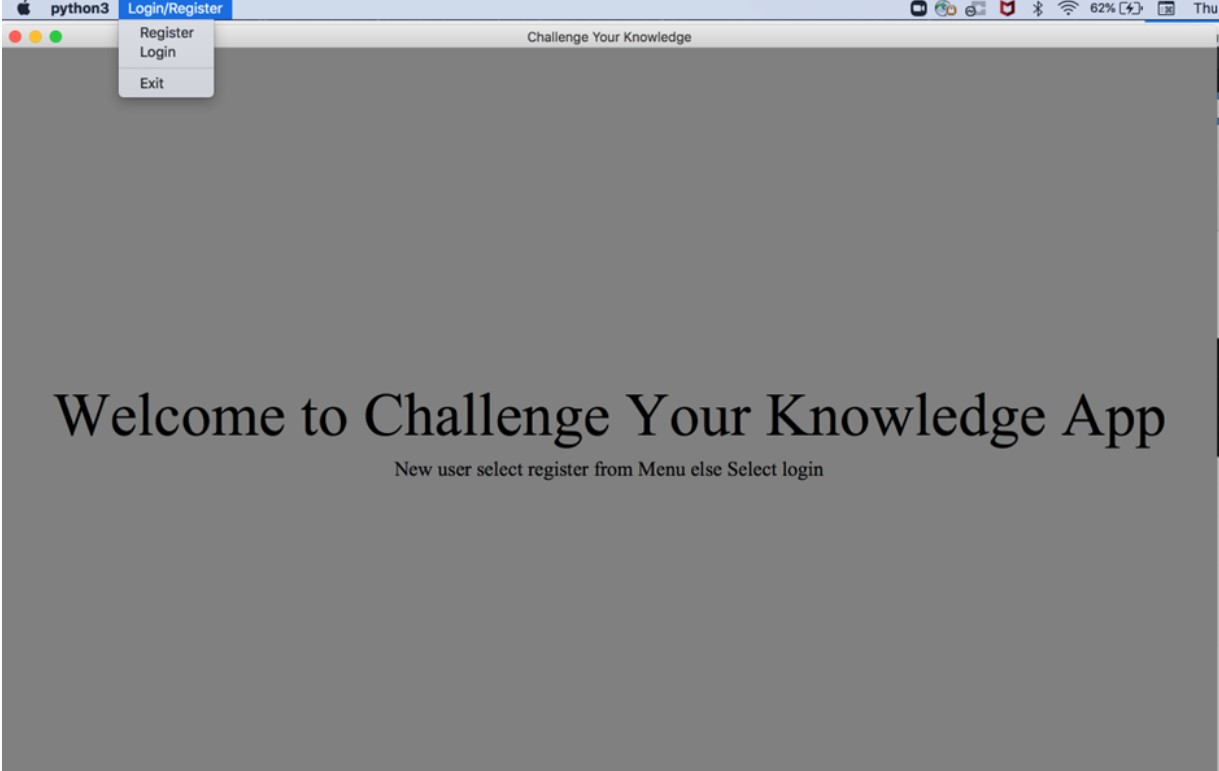 python3 Login/Register 62% Thu
Challenge Your Knowledge
Register
Login
Exit
Welcome to Challenge Your Knowledge App
New user select register from Menu else Select login